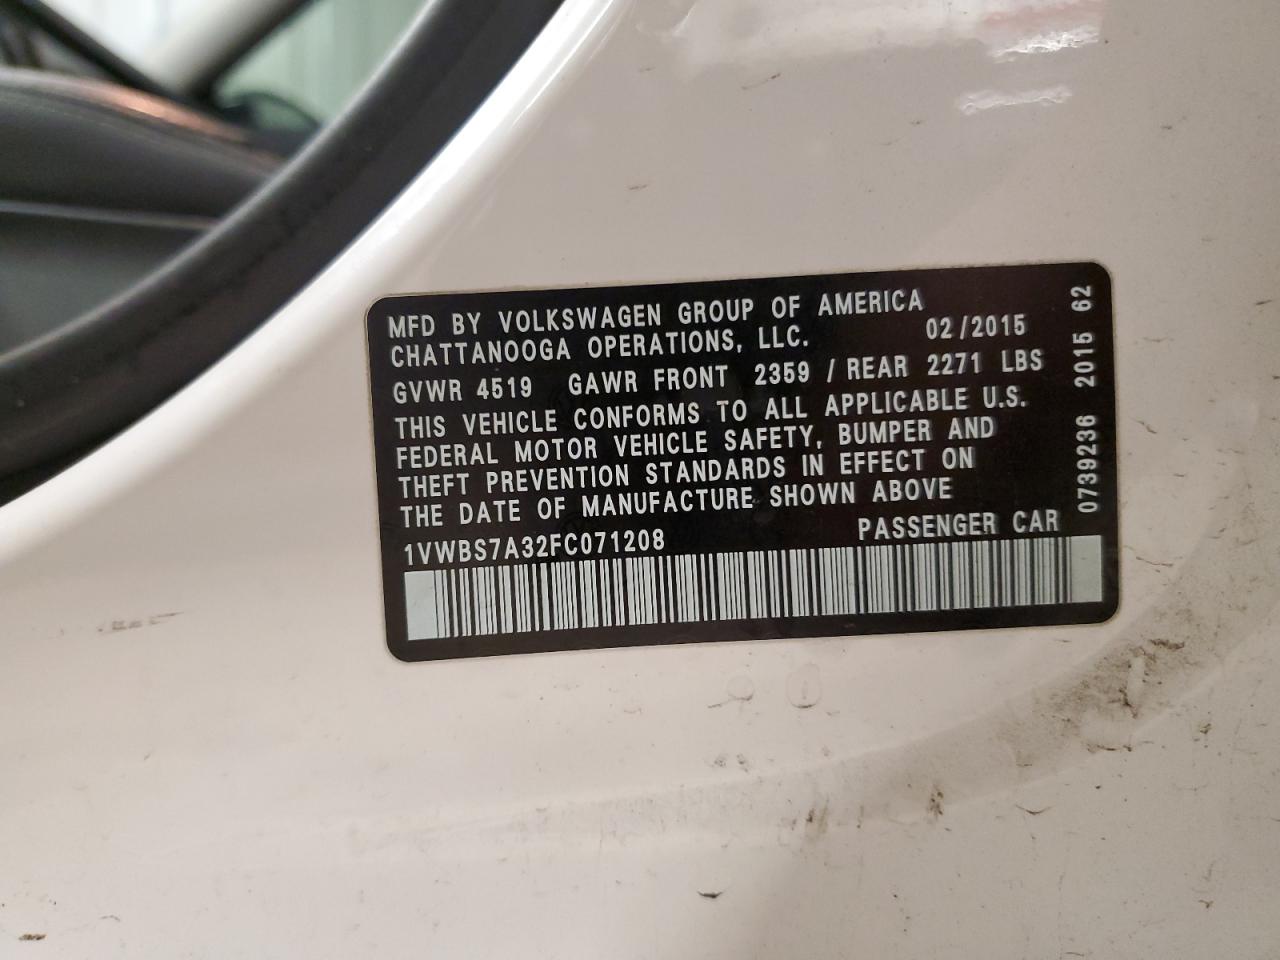 MFD BY VOLKSWAGEN GROUP OF AMERICA
CHATTANOOGA OPERATIONS, LLC. 02/2015
GVWR 4519 GAWR FRONT 2359 / REAR 2271 LBS
THIS VEHICLE CONFORMS TO ALL APPLICABLE U.S.
FEDERAL MOTOR VEHICLE SAFETY, BUMPER AND
THEFT PREVENTION STANDARDS IN EFFECT ON
THE DATE OF MANUFACTURE SHOWN ABOVE
PASSENGER CAR
1VWBS7A32FC071208
0739236 2015 62